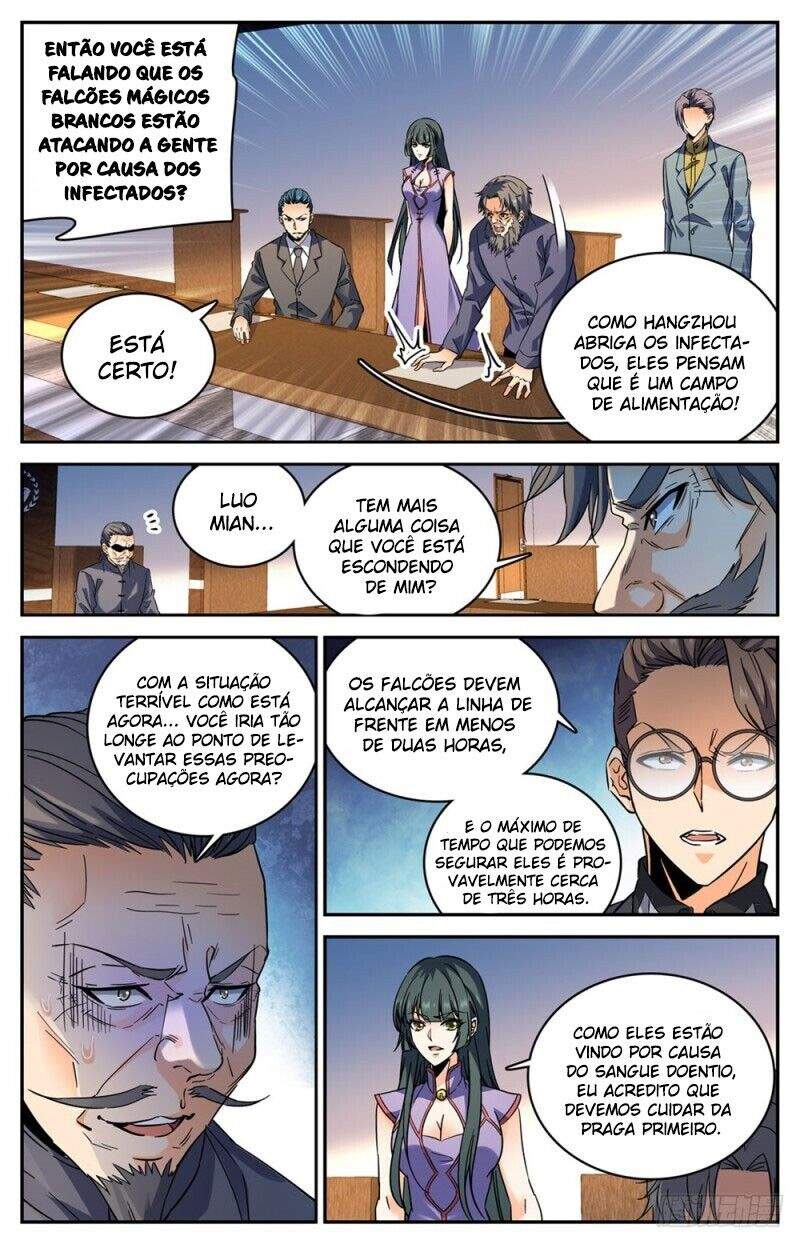 ENTÃO VOCÊ ESTÁ
FALANDO QUE OS
FALCÕES MÁGICOS
BRANCOS ESTÃO
ATACANDO A GENTE
POR CAUSA DOS
INFECTADOS?
ESTÁ
CERTO!
COMO HANGZHOU
ABRIGA OS INFECTA-
DOS, ELES PENSAM
QUE É UM CAMPO
DE ALIMENTAÇÃO!
LUO
MIAN...
TEM MAIS
ALGUMA COISA
QUE VOCÊ ESTÁ
ESCONDENDO
DE MIM?
COM A SITUAÇÃO
TERRÍVEL COMO ESTÁ
AGORA... VOCÊ IRIA TÃO
LONGE AO PONTO DE LE-
VANTAR ESSAS PREO-
CUPAÇÕES AGORA?
OS FALCÕES DEVEM
ALCANÇAR A LINHA DE
FRENTE EM MENOS
DE DUAS HORAS,
E O MÁXIMO DE
TEMPO QUE PODEMOS
SEGURAR ELES É PRO-
VAVELMENTE CERCA
DE TRÊS HORAS.
COMO ELES ESTÃO
VINDO POR CAUSA
DO SANGUE DOENTIO,
EU ACREDITO QUE
DEVEMOS CUIDAR DA
PRAGA PRIMEIRO.